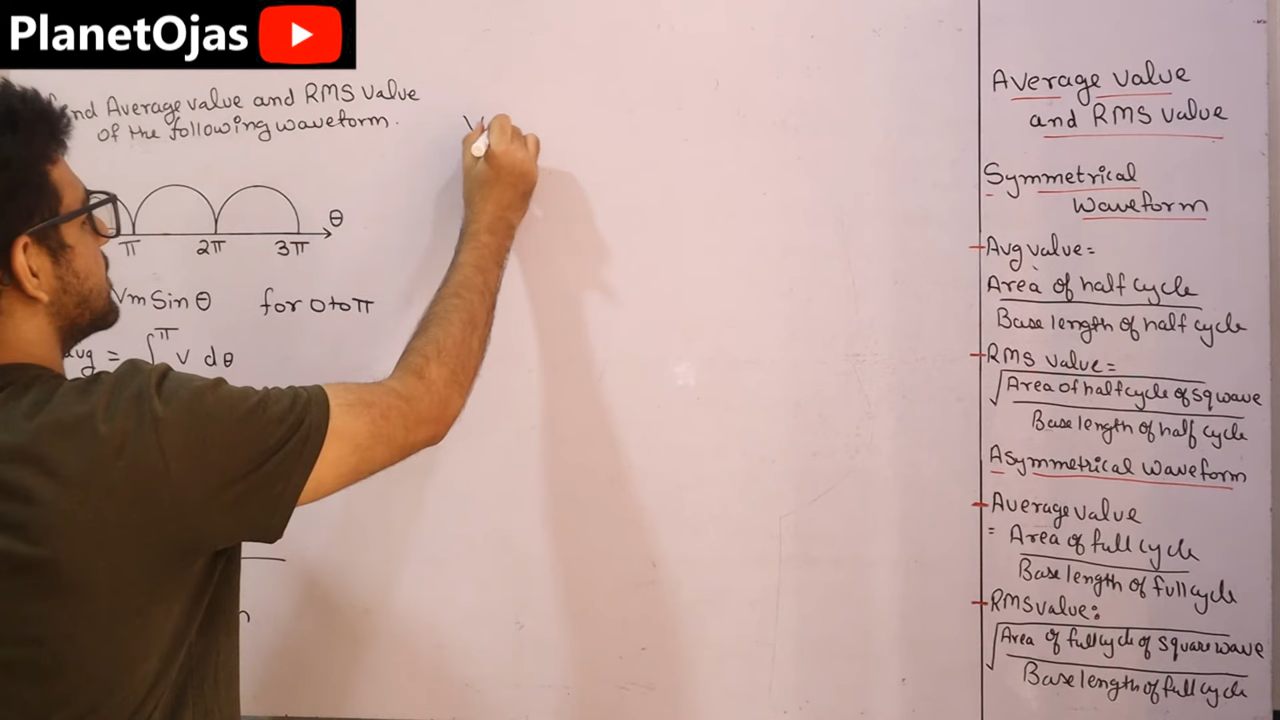 PlanetOjas
Average value and RMS value
of the following waveform.
θ
π 2π 3π
Vm Sin θ for 0 to π
avg = ∫ π V dθ
Average value
and RMS value
Symmetrical
Waveform
Avg value =
Area of half cycle
Base length of half cycle
RMS value =
√ Area of half cycle of sq wave
Base length of half cycle
Asymmetrical Waveform
Average value
= Area of full cycle
Base length of full cycle
RMS value:
√ Area of full cycle of square wave
Base length of full cycle